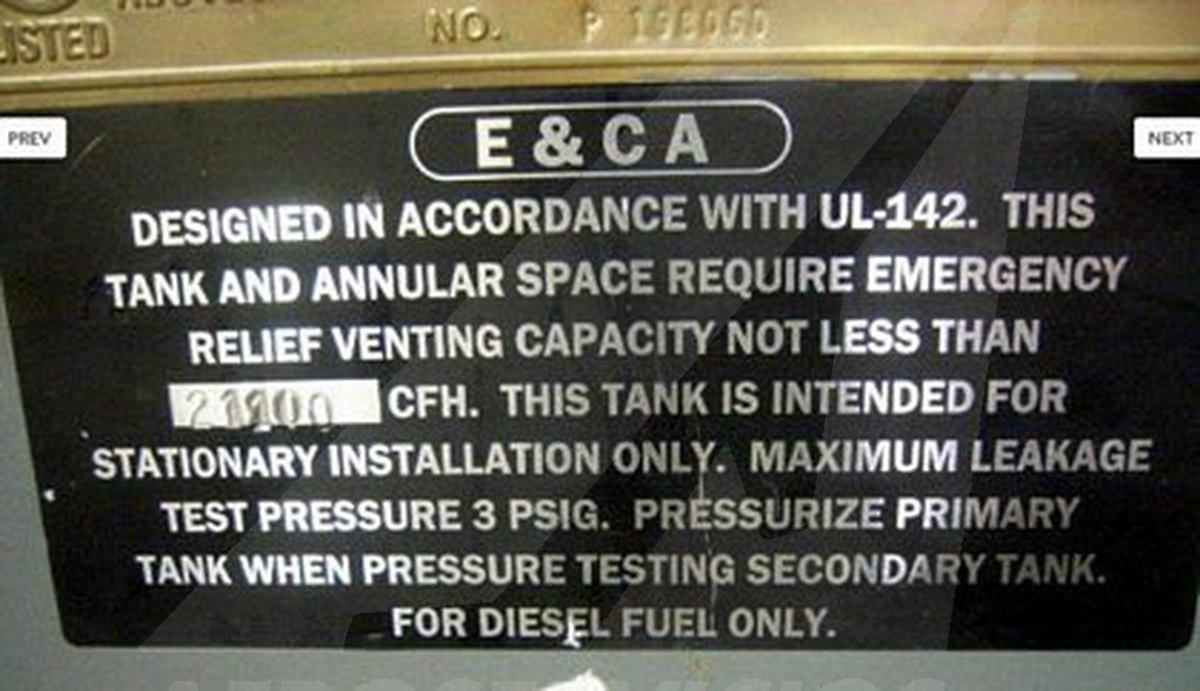 LISTED
NO.
PREV
NEXT
E & C A
DESIGNED IN ACCORDANCE WITH UL-142. THIS
TANK AND ANNULAR SPACE REQUIRE EMERGENCY
RELIEF VENTING CAPACITY NOT LESS THAN
CFH. THIS TANK IS INTENDED FOR
STATIONARY INSTALLATION ONLY. MAXIMUM LEAKAGE
TEST PRESSURE 3 PSIG. PRESSURIZE PRIMARY
TANK WHEN PRESSURE TESTING SECONDARY TANK.
FOR DIESEL FUEL ONLY.